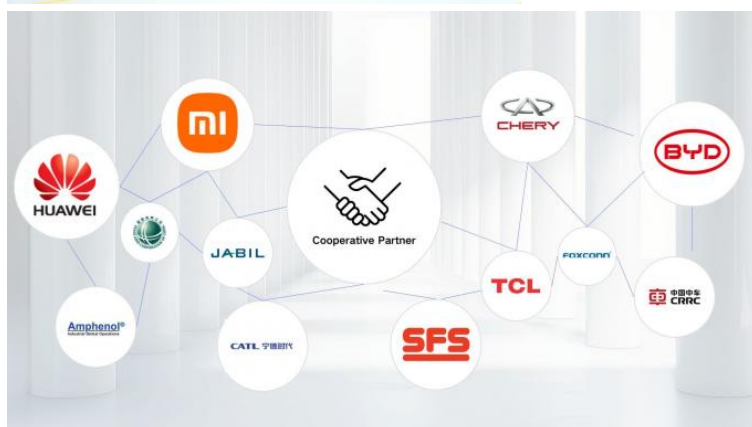 mi
CHERY
BYD
HUAWEI
Cooperative Partner
JABIL
FOXCONN®
TCL
中国中车
CRRC
Amphenol®
CATL 宁德时代
SFS